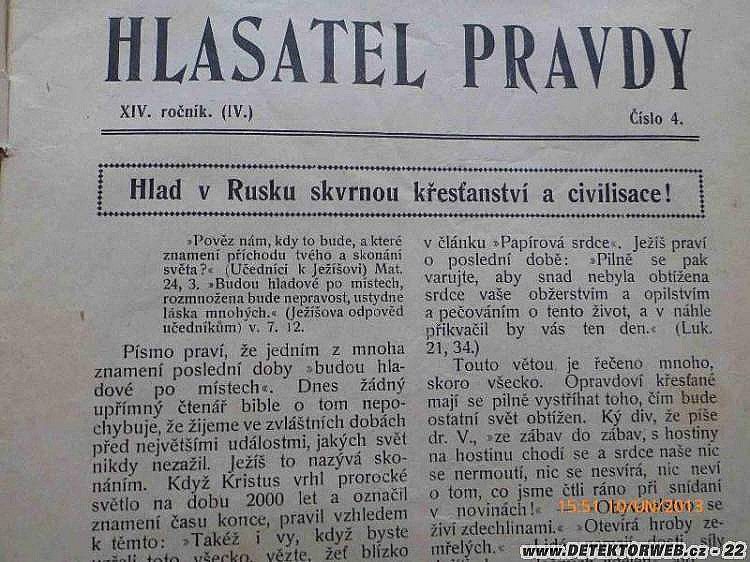 HLASATEL PRAVDY
XIV. ročník. (IV.)
Číslo 4.
Hlad v Rusku skvrnou křesťanství a civilisace!
»Pověz nám, kdy to bude, a které
znamení příchodu tvého a skonání
světa?« (Učedníci k Ježíšovi) Mat.
24, 3. »Budou hladové po místech,
rozmnožena bude nepravost, ustydne
láska mnohých.« (Ježíšova odpověd
učedníkům) v. 7. 12.
Písmo praví, že jedním z mnoha
znamení poslední doby »budou hla-
dové po místech«. Dnes žádný
upřímný čtenář bible o tom nepo-
chybuje, že žijeme ve zvláštních dobách
před největšími událostmi, jakých svět
nikdy nezažil. Ježíš to nazývá sko-
náním. Když Kristus vrhl prorocké
světlo na dobu 2000 let a označil
znamení času konce, pravil vzhledem
k těmto: »Takéž i vy, když byste
uzřeli toto všecko, vězte, žeť blízko
v článku »Papírová srdce«. Ježíš praví
o poslední době: »Pilně se pak
varujte, aby snad nebyla obtížena
srdce vaše obžerstvím a opilstvím
a pečováním o tento život, a v náhle
přikvačil by vás ten den.« (Luk.
21, 34.)
Touto větou je řečeno mnoho,
skoro všecko. Opravdoví křesťané
mají se pilně vystříhat toho, čím bude
ostatní svět obtížen. Ký div, že píše
dr. V., »ze zábav do zábav, s hostiny
na hostinu chodí se a srdce naše nic
se nermoutí, nic se nesvírá, nic neví
o tom, co jsme čtli ráno při snídani
v novinách!« »Obyvatelstvo se
živí zdechlinami.« »Otevírá hroby ze-
mřelých.« síly
www.DETEKTORWEB.cz - 22